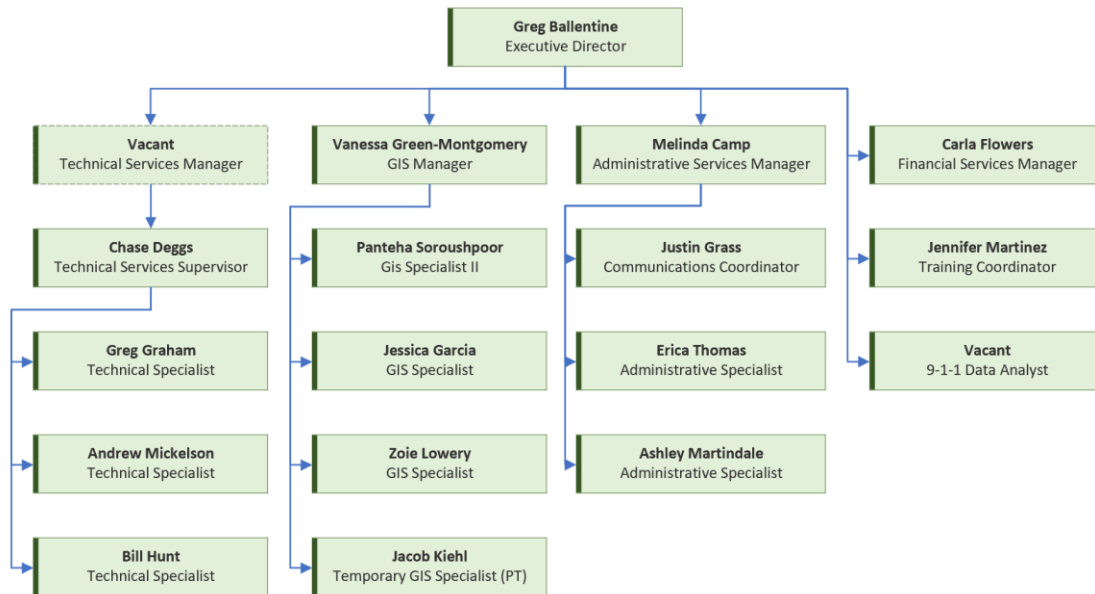 Greg Ballentine
Executive Director
Vacant
Technical Services Manager
Vanessa Green-Montgomery
GIS Manager
Melinda Camp
Administrative Services Manager
Carla Flowers
Financial Services Manager
Chase Deggs
Technical Services Supervisor
Panteha Soroushpoor
Gis Specialist II
Justin Grass
Communications Coordinator
Jennifer Martinez
Training Coordinator
Greg Graham
Technical Specialist
Jessica Garcia
GIS Specialist
Erica Thomas
Administrative Specialist
Vacant
9-1-1 Data Analyst
Andrew Mickelson
Technical Specialist
Zoie Lowery
GIS Specialist
Ashley Martindale
Administrative Specialist
Bill Hunt
Technical Specialist
Jacob Kiehl
Temporary GIS Specialist (PT)